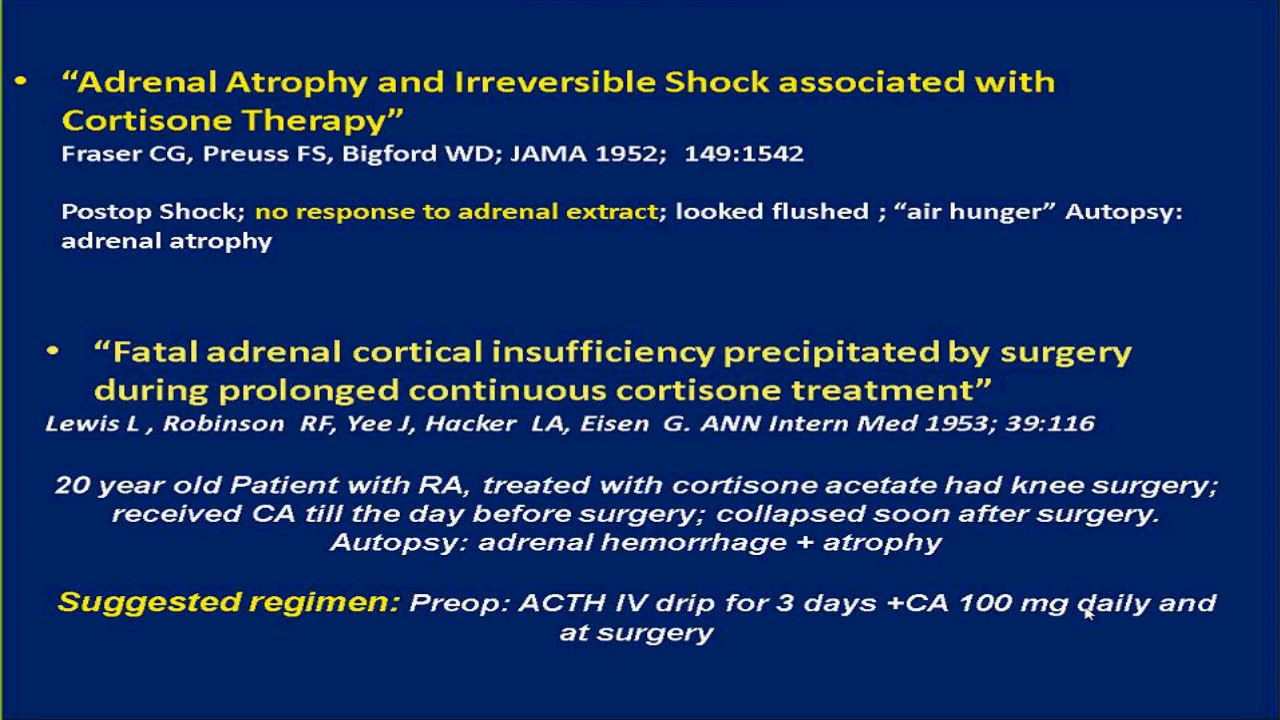 • “Adrenal Atrophy and Irreversible Shock associated with
Cortisone Therapy”
Fraser CG, Preuss FS, Bigford WD; JAMA 1952; 149:1542
Postop Shock; no response to adrenal extract; looked flushed ; “air hunger” Autopsy:
adrenal atrophy
• “Fatal adrenal cortical insufficiency precipitated by surgery
during prolonged continuous cortisone treatment”
Lewis L , Robinson RF, Yee J, Hacker LA, Eisen G. ANN Intern Med 1953; 39:116
20 year old Patient with RA, treated with cortisone acetate had knee surgery;
received CA till the day before surgery; collapsed soon after surgery.
Autopsy: adrenal hemorrhage + atrophy
Suggested regimen: Preop: ACTH IV drip for 3 days +CA 100 mg daily and
at surgery